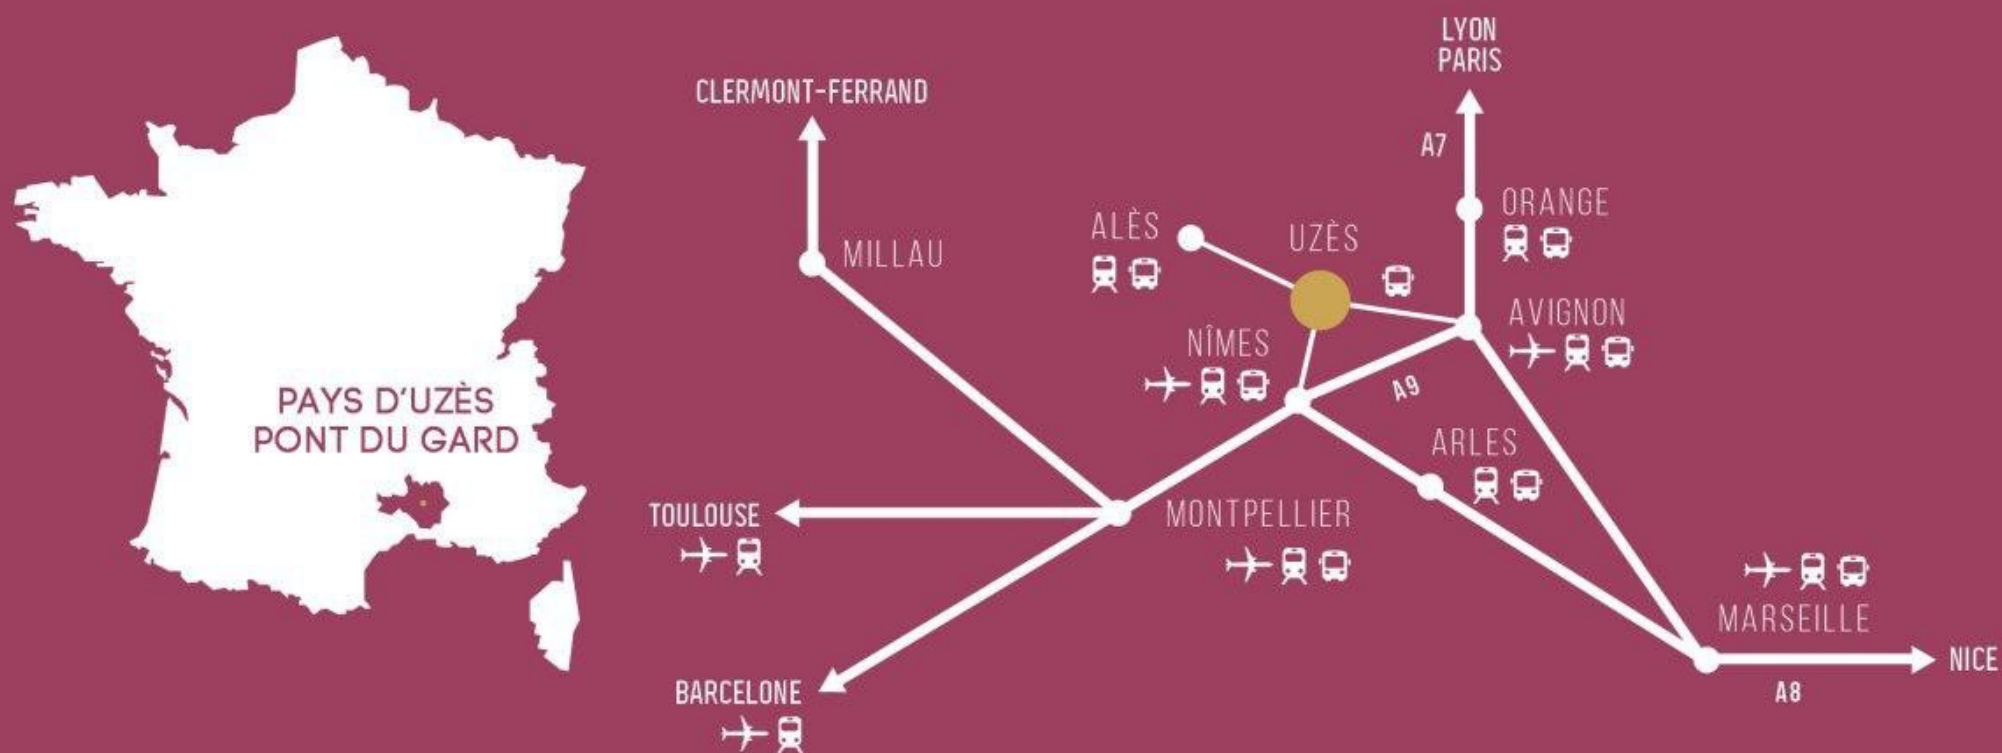 PAYS D'UZÈS
PONT DU GARD
CLERMONT-FERRAND
MILLAU
LYON
PARIS
A7
ORANGE
ALÈS
UZÈS
AVIGNON
NÎMES
A9
ARLES
TOULOUSE
MONTPELLIER
MARSEILLE
NICE
A8
BARCELONE